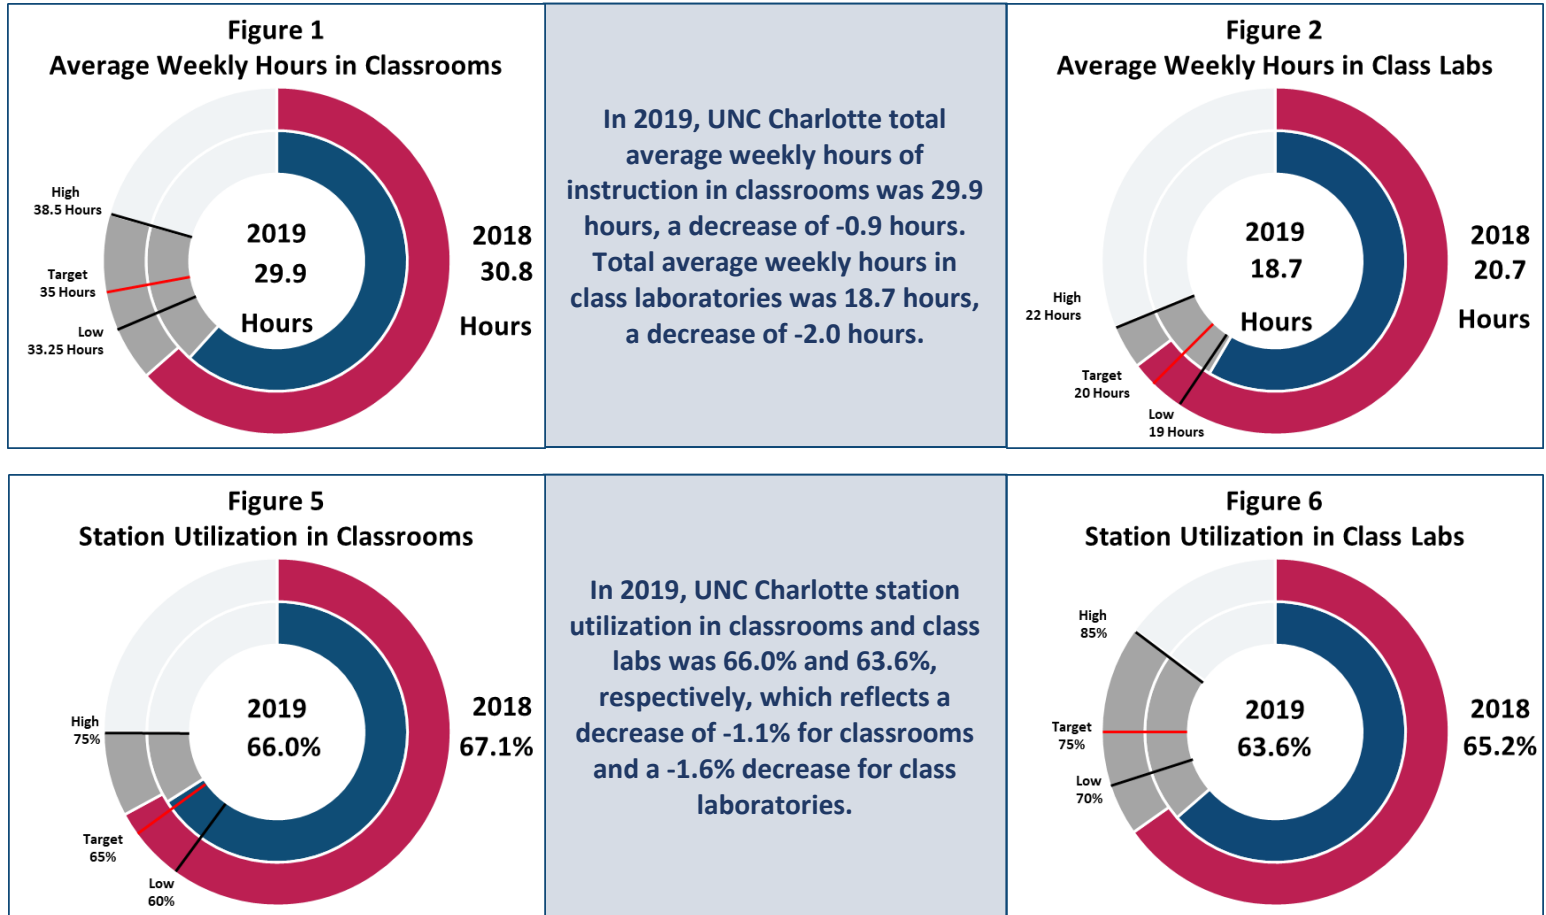 Figure 1
Average Weekly Hours in Classrooms
High
38.5 Hours
Target
35 Hours
Low
33.25 Hours
2019
29.9
Hours
2018
30.8
Hours
In 2019, UNC Charlotte total
average weekly hours of
instruction in classrooms was 29.9
hours, a decrease of -0.9 hours.
Total average weekly hours in
class laboratories was 18.7 hours,
a decrease of -2.0 hours.
Figure 2
Average Weekly Hours in Class Labs
High
22 Hours
Target
20 Hours
Low
19 Hours
2019
18.7
Hours
2018
20.7
Hours
Figure 5
Station Utilization in Classrooms
High
75%
Target
65%
Low
60%
2019
66.0%
2018
67.1%
In 2019, UNC Charlotte station
utilization in classrooms and class
labs was 66.0% and 63.6%,
respectively, which reflects a
decrease of -1.1% for classrooms
and a -1.6% decrease for class
laboratories.
Figure 6
Station Utilization in Class Labs
High
85%
Target
75%
Low
70%
2019
63.6%
2018
65.2%